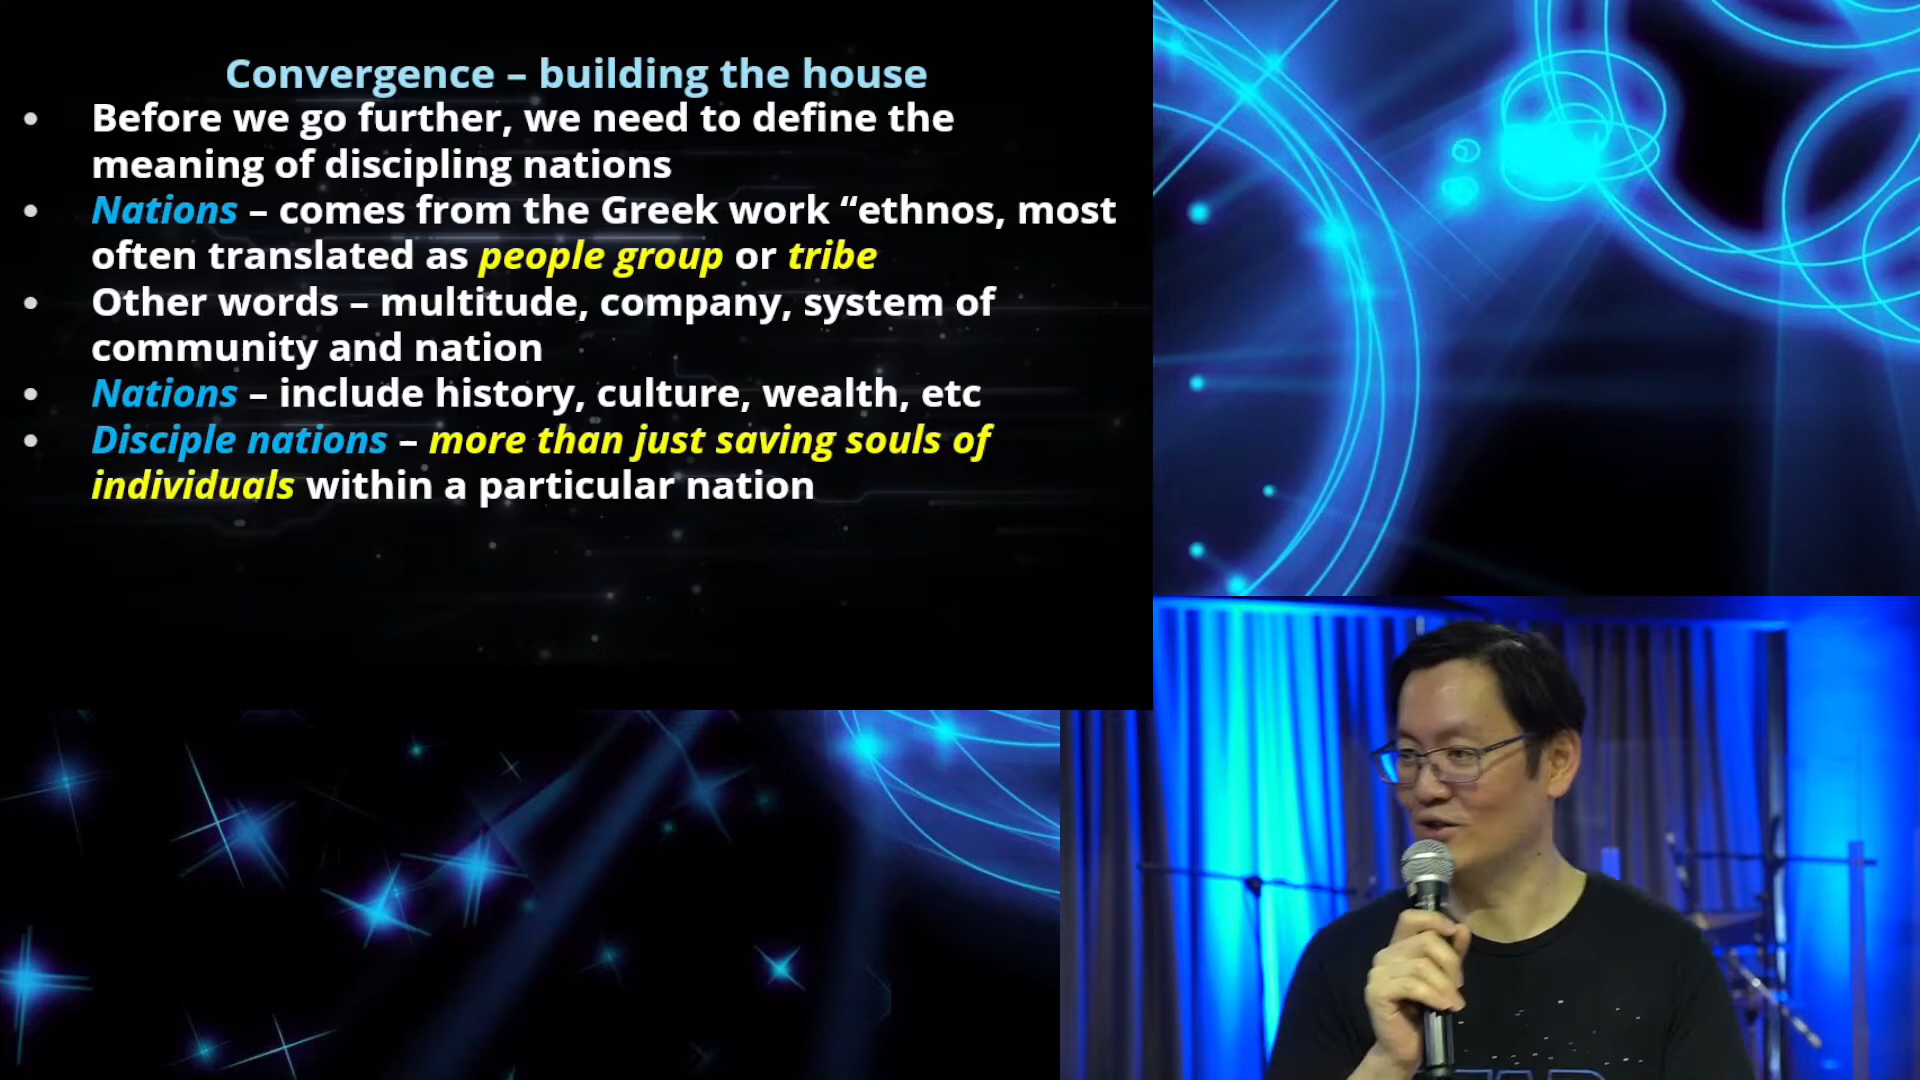 Convergence – building the house
• Before we go further, we need to define the
meaning of discipling nations
• Nations – comes from the Greek work “ethnos, most
often translated as people group or tribe
• Other words – multitude, company, system of
community and nation
• Nations – include history, culture, wealth, etc
• Disciple nations – more than just saving souls of
individuals within a particular nation